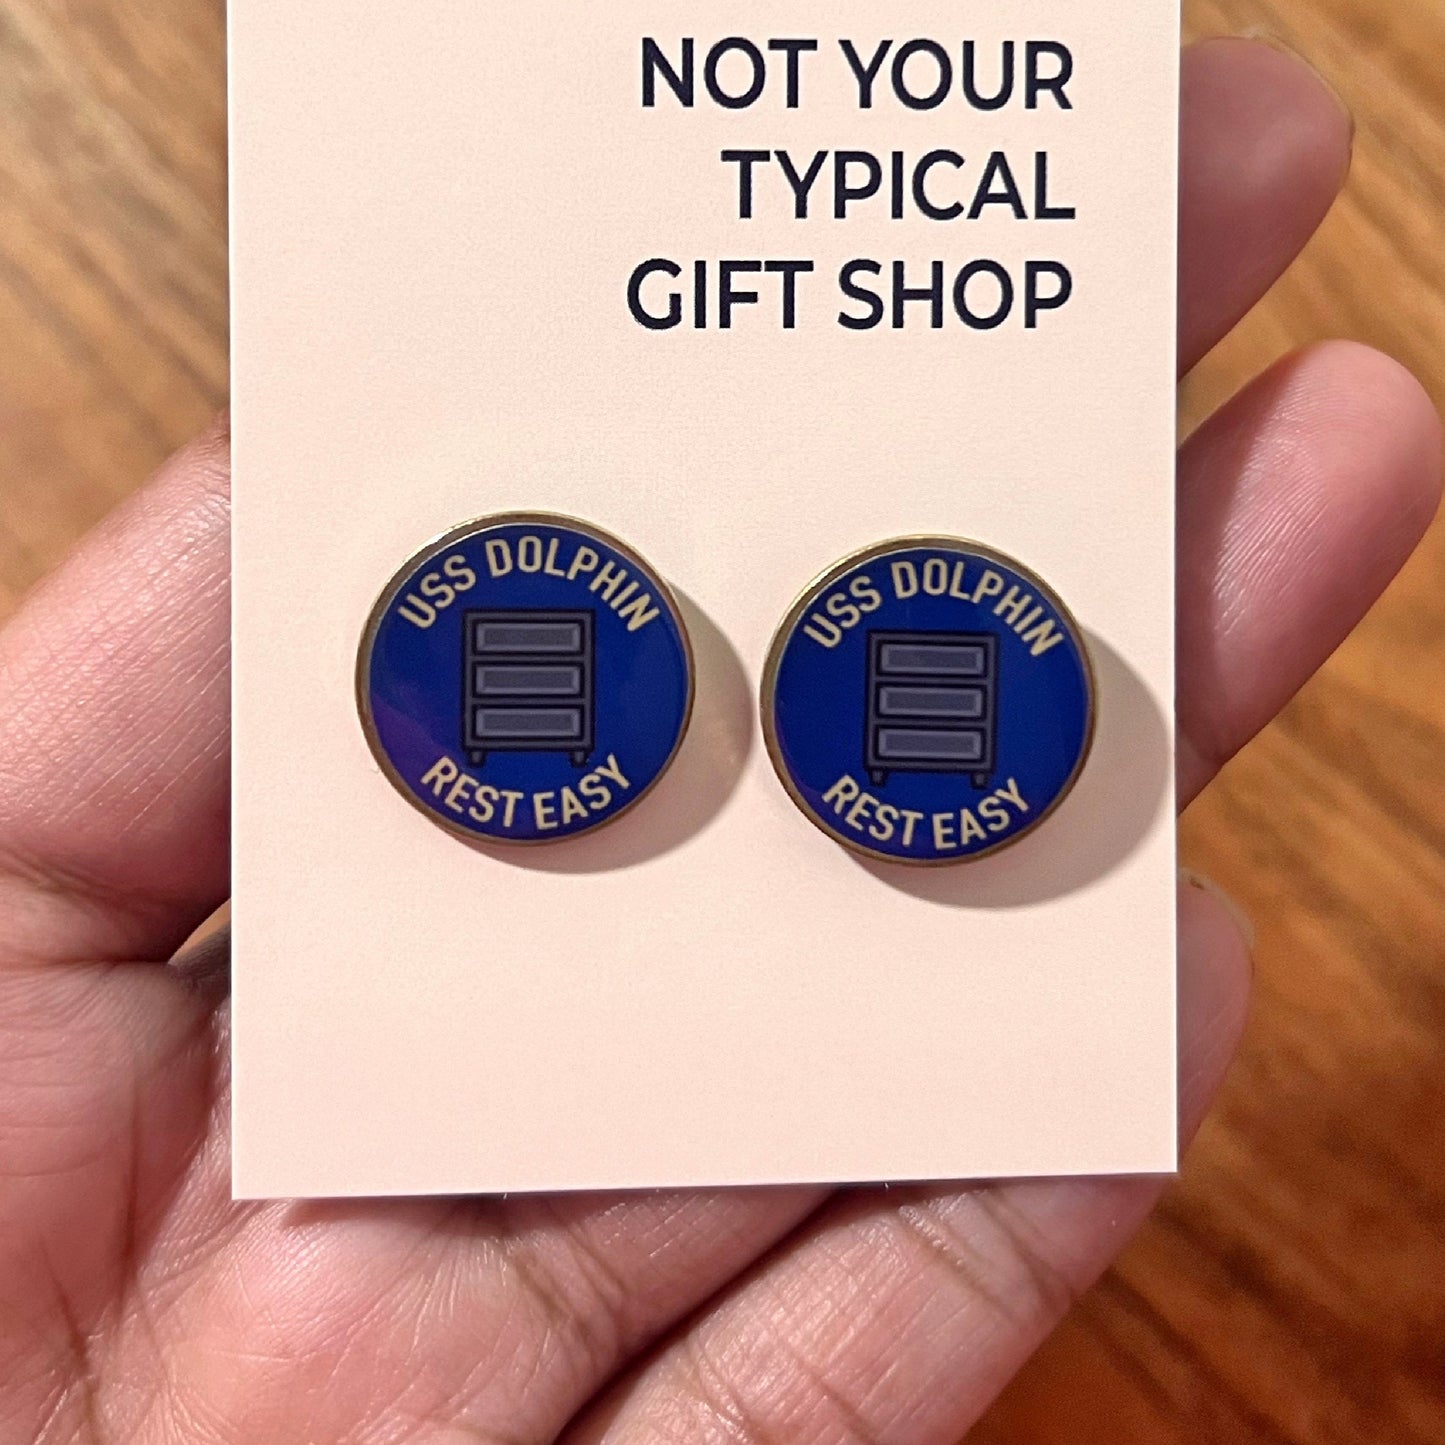 NOT YOUR
TYPICAL
GIFT SHOP
USS DOLPHIN
REST EASY
USS DOLPHIN
REST EASY